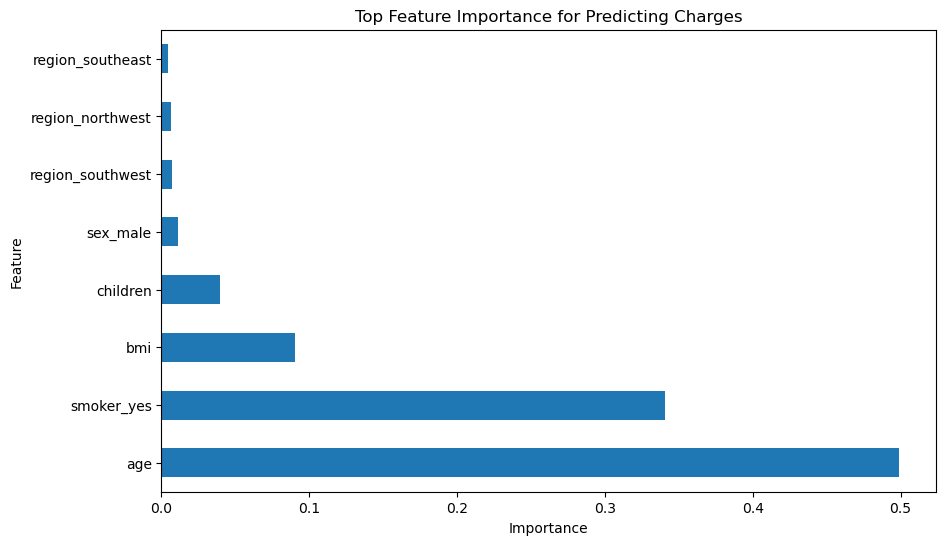 Top Feature Importance for Predicting Charges
region_southeast
region_northwest
region_southwest
sex_male
children
bmi
smoker_yes
age
Feature
0.0 0.1 0.2 0.3 0.4 0.5
Importance